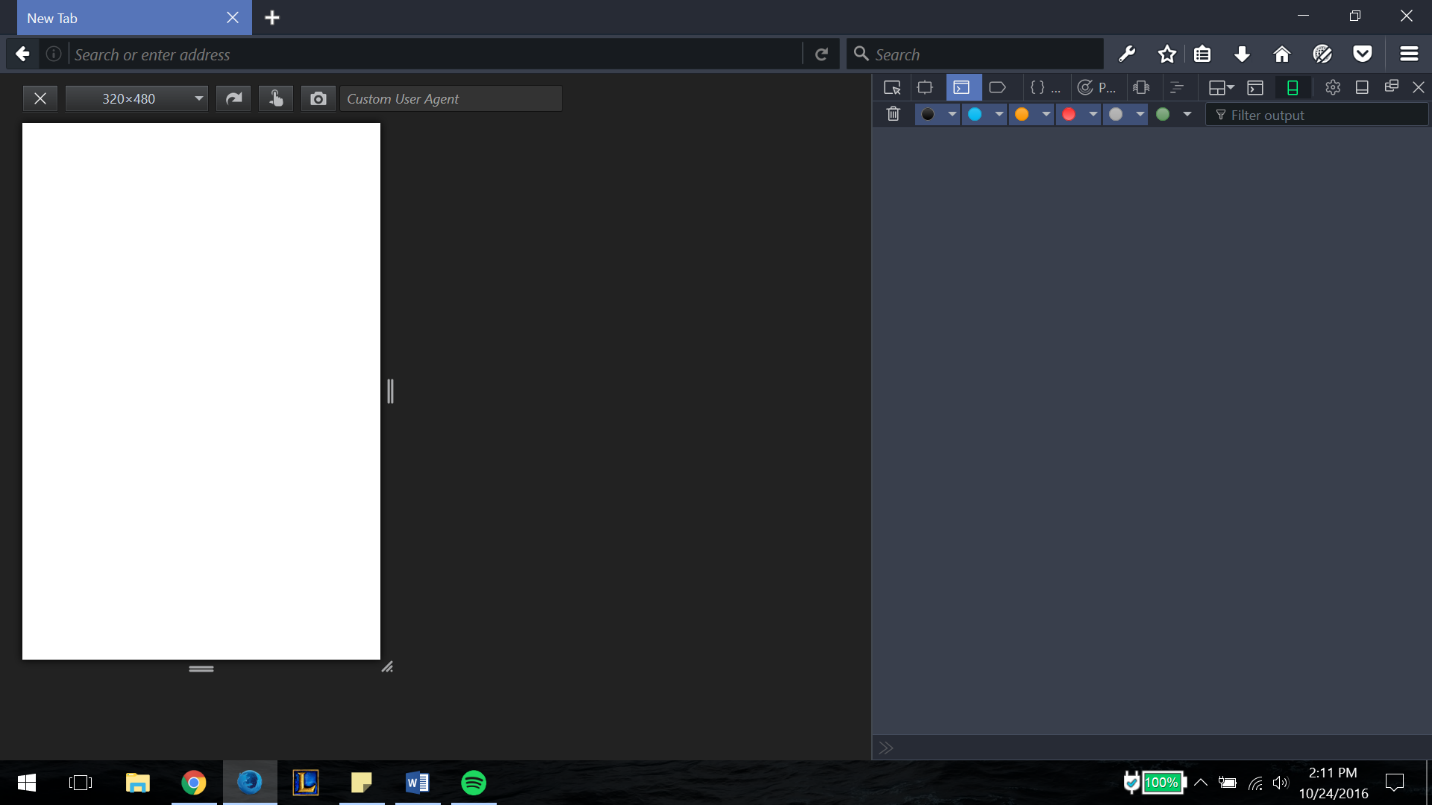 New Tab
Search or enter address
Search
320×480
Custom User Agent
{ } ...
P...
Filter output
100%
2:11 PM
10/24/2016